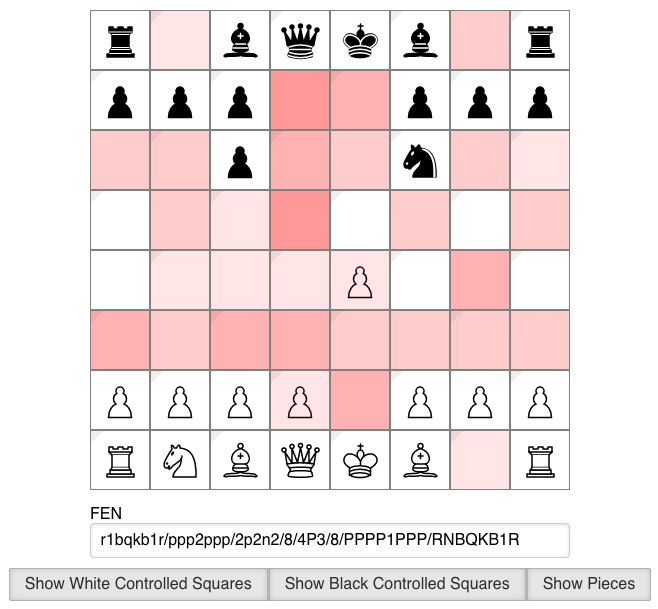 FEN
r1bqkb1r/ppp2ppp/2p2n2/8/4P3/8/PPPP1PPP/RNBQKB1R
Show White Controlled Squares
Show Black Controlled Squares
Show Pieces